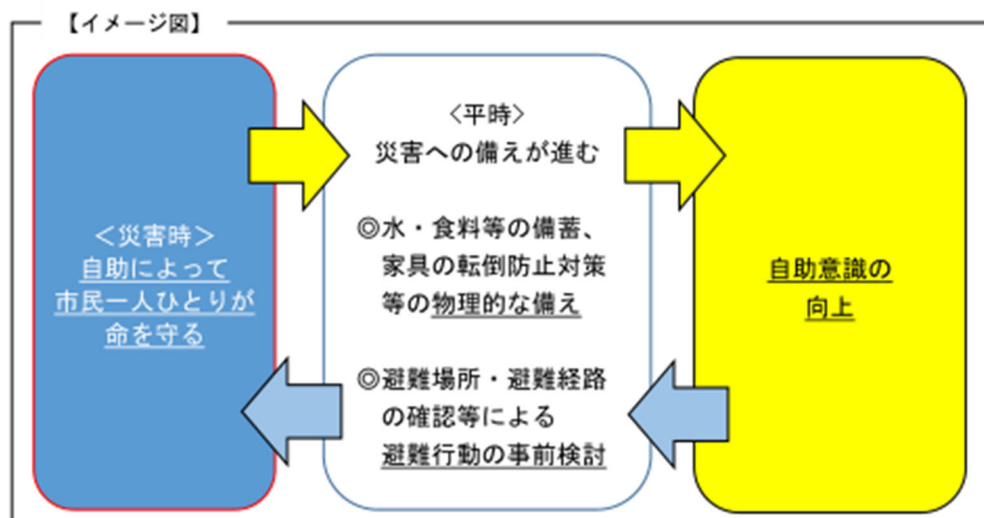 【イメージ図】
＜災害時＞
自助によって
市民一人ひとりが
命を守る
＜平時＞
災害への備えが進む
◎水・食料等の備蓄、
家具の転倒防止対策
等の物理的な備え
◎避難場所・避難経路
の確認等による
避難行動の事前検討
自助意識の
向上